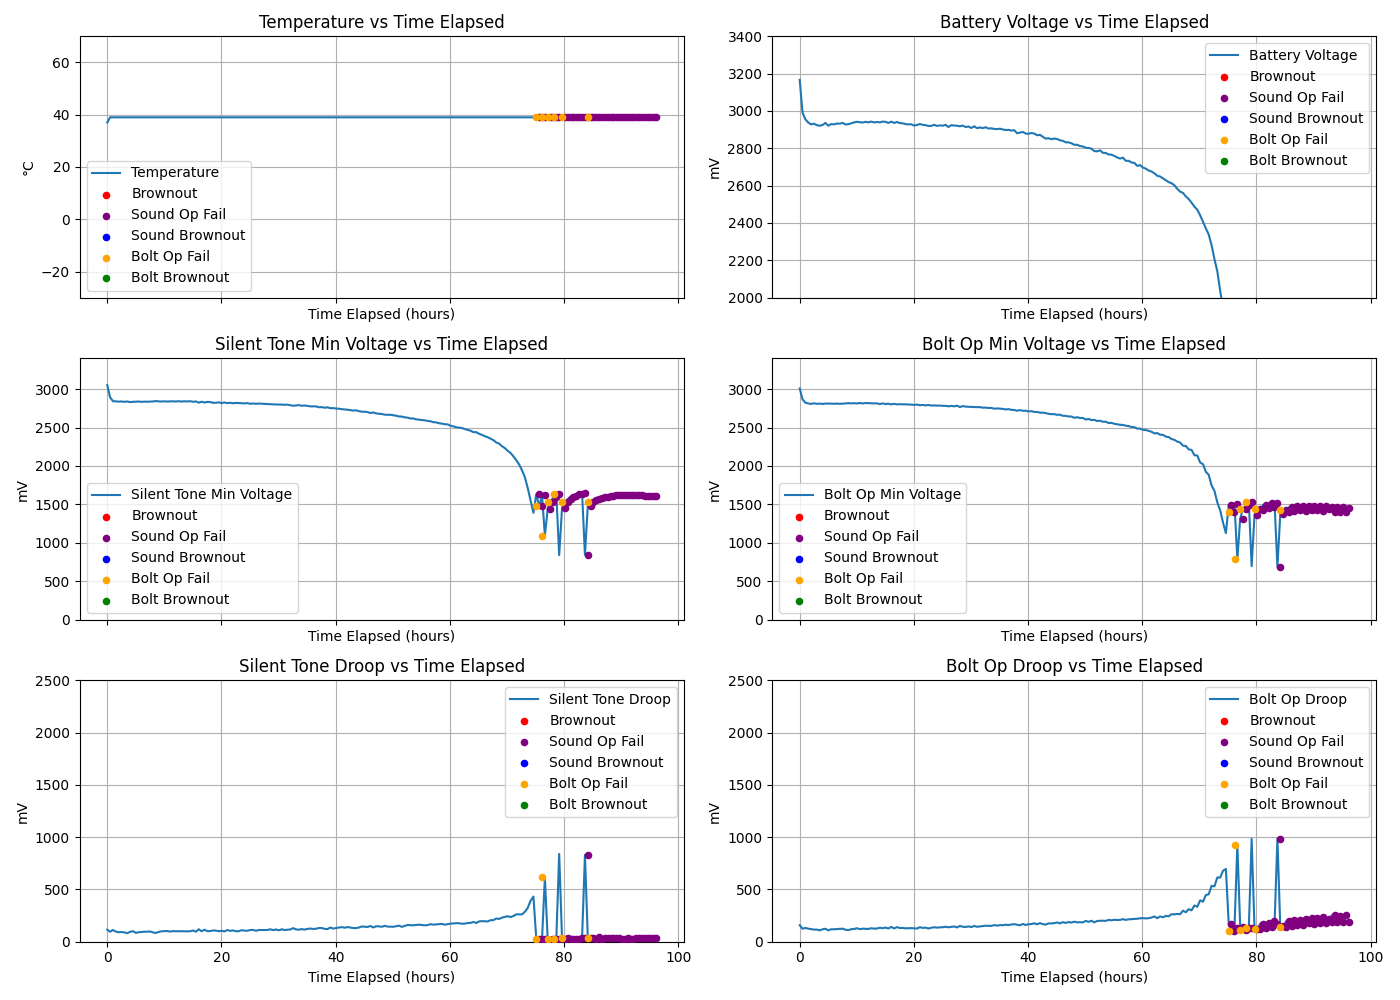 Temperature vs Time Elapsed
60
40
20
0
−20
°C
Temperature
Brownout
Sound Op Fail
Sound Brownout
Bolt Op Fail
Bolt Brownout
Time Elapsed (hours)
Battery Voltage vs Time Elapsed
3400
3200
3000
2800
2600
2400
2200
2000
mV
Battery Voltage
Brownout
Sound Op Fail
Sound Brownout
Bolt Op Fail
Bolt Brownout
Time Elapsed (hours)
Silent Tone Min Voltage vs Time Elapsed
3000
2500
2000
1500
1000
500
0
mV
Silent Tone Min Voltage
Brownout
Sound Op Fail
Sound Brownout
Bolt Op Fail
Bolt Brownout
Time Elapsed (hours)
Bolt Op Min Voltage vs Time Elapsed
3000
2500
2000
1500
1000
500
0
mV
Bolt Op Min Voltage
Brownout
Sound Op Fail
Sound Brownout
Bolt Op Fail
Bolt Brownout
Time Elapsed (hours)
Silent Tone Droop vs Time Elapsed
2500
2000
1500
1000
500
0
mV
Silent Tone Droop
Brownout
Sound Op Fail
Sound Brownout
Bolt Op Fail
Bolt Brownout
0 20 40 60 80 100
Time Elapsed (hours)
Bolt Op Droop vs Time Elapsed
2500
2000
1500
1000
500
0
mV
Bolt Op Droop
Brownout
Sound Op Fail
Sound Brownout
Bolt Op Fail
Bolt Brownout
0 20 40 60 80 100
Time Elapsed (hours)